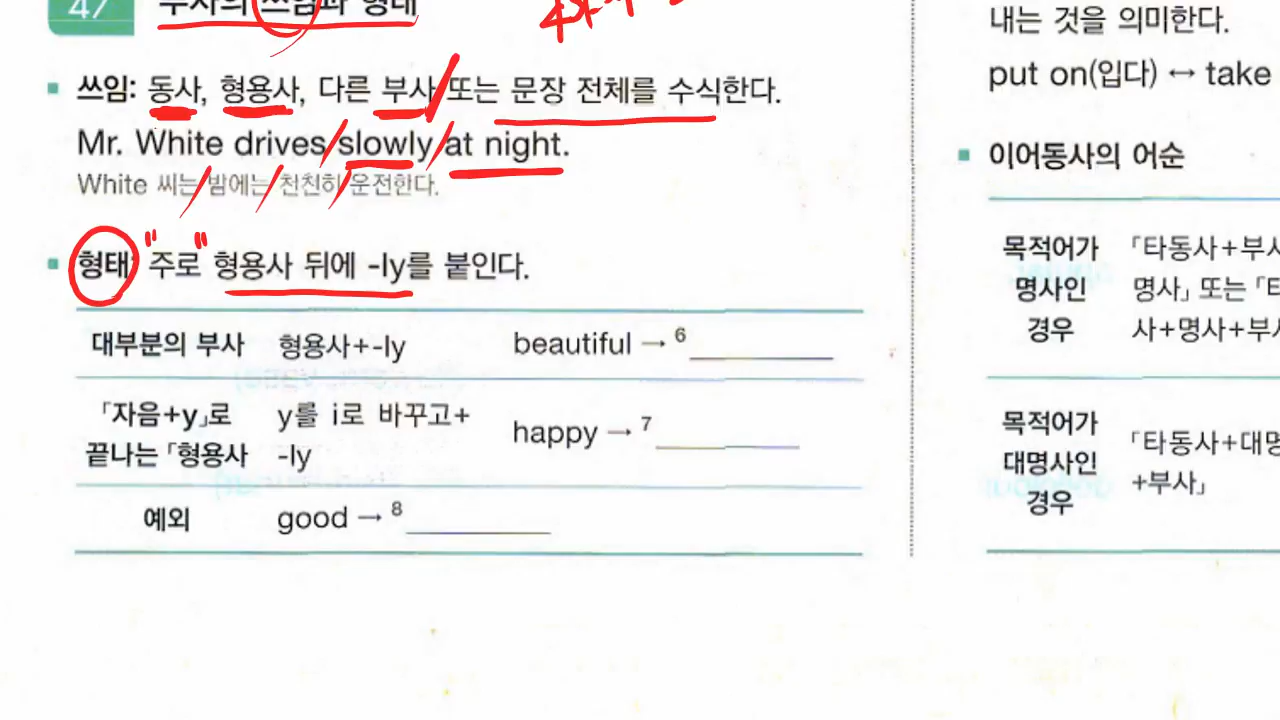 47 부사의 쓰임과 형태
쓰임: 동사, 형용사, 다른 부사 또는 문장 전체를 수식한다.
Mr. White drives slowly at night.
White 씨는 밤에는 천천히 운전한다.
형태 "주로" 형용사 뒤에 -ly를 붙인다.
대부분의 부사 형용사+-ly beautiful → 6
「자음+y」로 y를 i로 바꾸고+ happy → 7
끝나는 「형용사 -ly
예외 good → 8
내는 것을 의미한다.
put on(입다) ↔ take
이어동사의 어순
목적어가 「타동사+부사
명사인 명사」 또는 「타
경우 사+명사+부사
목적어가
대명사인 「타동사+대명
경우 +부사」